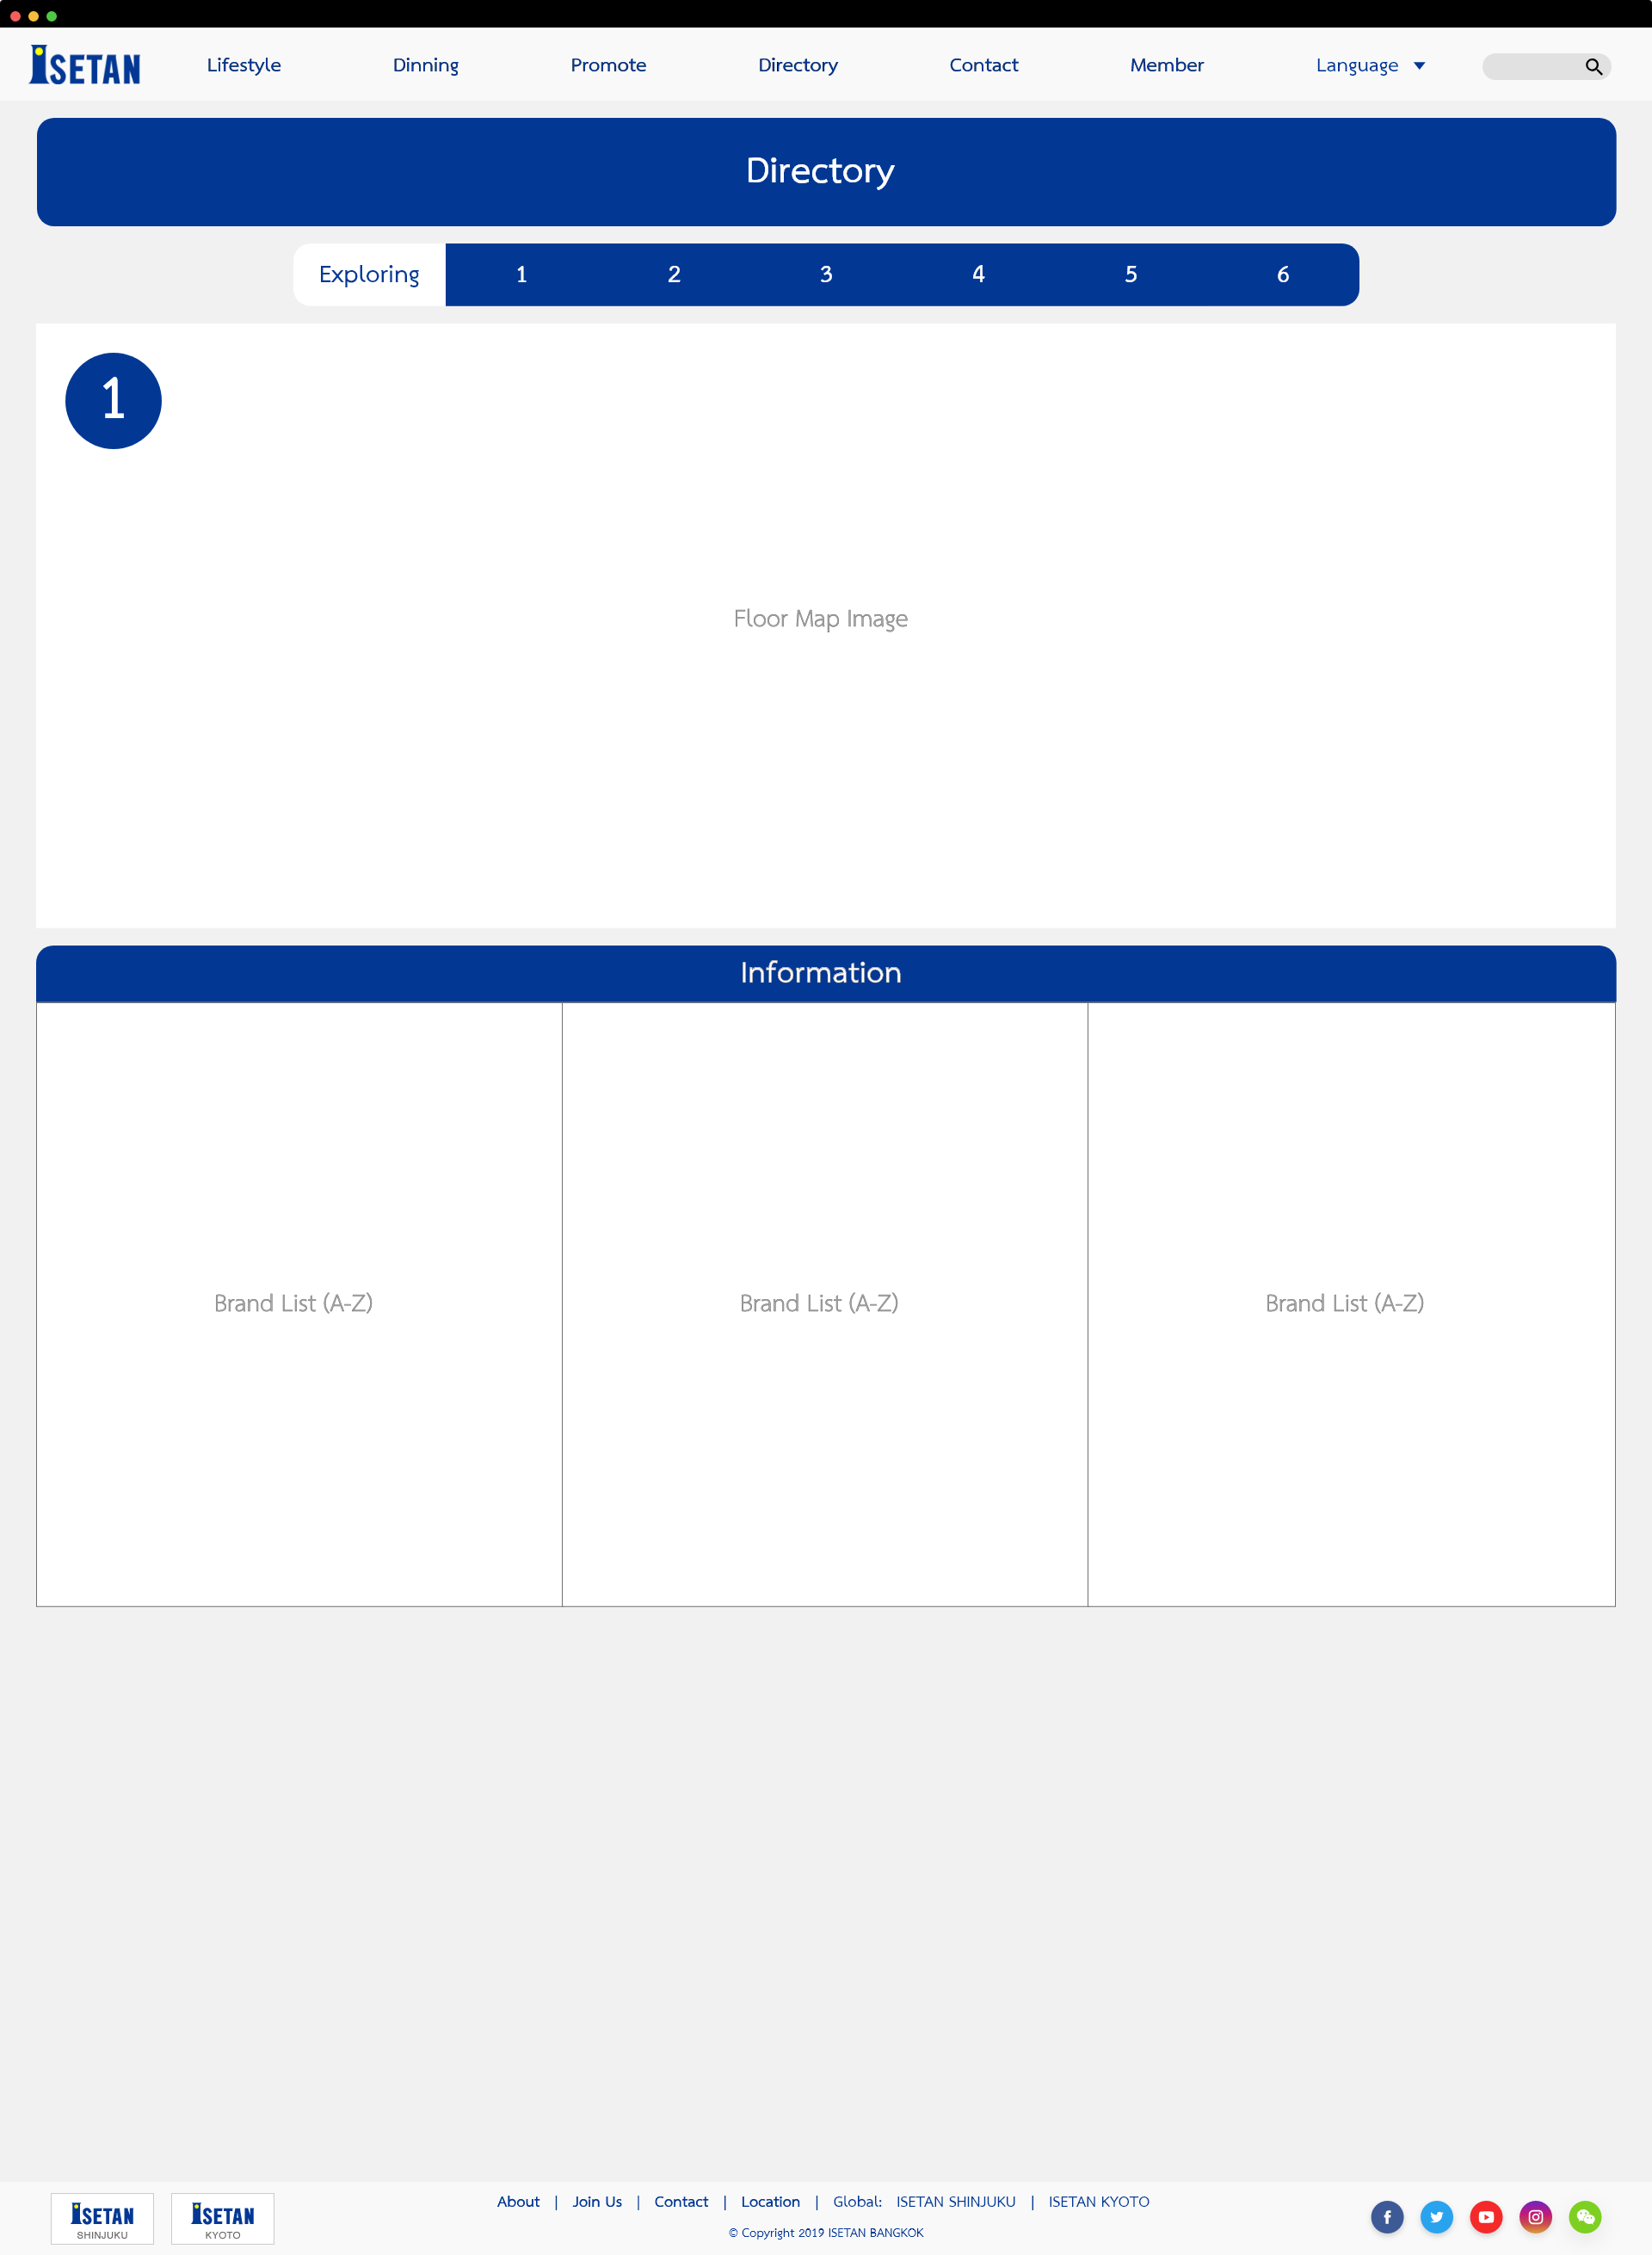 ISETAN Lifestyle Dinning Promote Directory Contact Member Language
Directory
Exploring 1 2 3 4 5 6
1
Floor Map Image
Information
Brand List (A-Z) Brand List (A-Z) Brand List (A-Z)
ISETAN SHINJUKU
ISETAN KYOTO
About | Join Us | Contact | Location | Global: ISETAN SHINJUKU | ISETAN KYOTO
© Copyright 2019 ISETAN BANGKOK